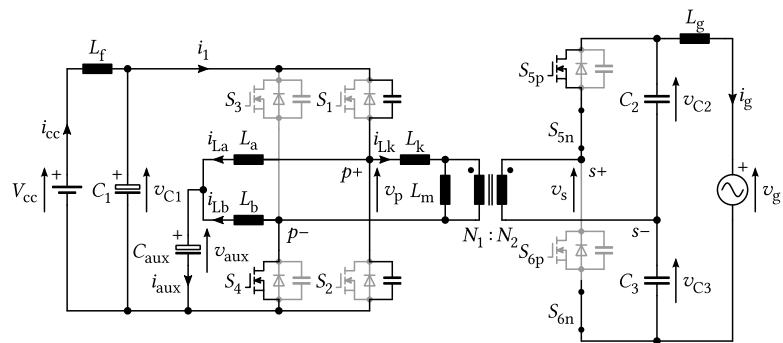 L_f
i_1
L_g
S_3
S_1
S_5p
C_2
v_C2
i_g
i_cc
S_5n
i_La
L_a
i_Lk
L_k
V_cc
C_1
v_C1
p+
s+
v_p
L_m
v_s
v_g
i_Lb
L_b
p−
N_1 : N_2
s−
C_aux
v_aux
S_6p
i_aux
S_4
S_2
C_3
v_C3
S_6n
+
+
+
+